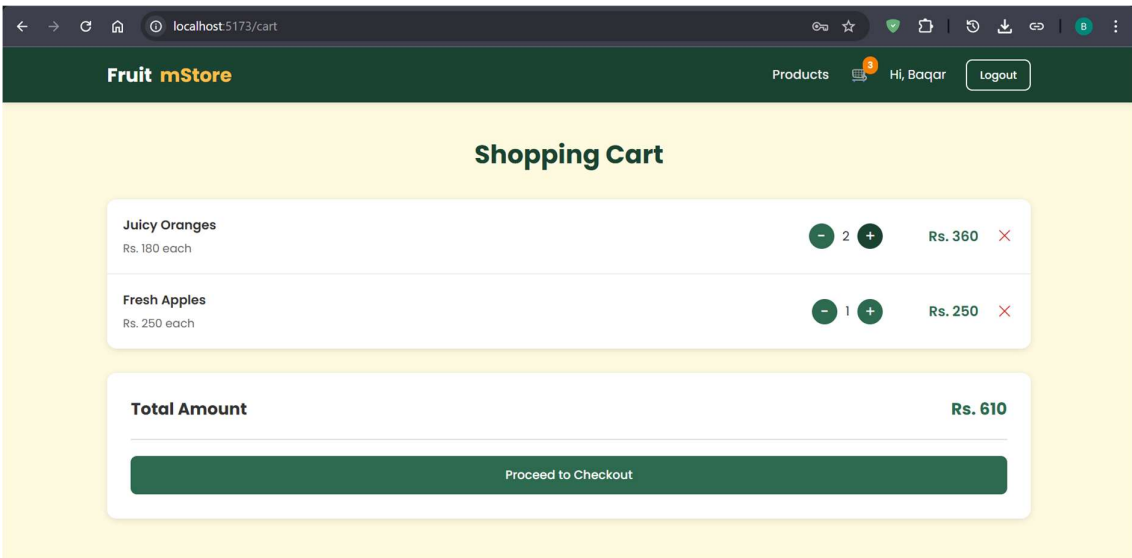 localhost:5173/cart
B
Fruit mStore
Products 3 Hi, Baqar Logout
Shopping Cart
Juicy Oranges
Rs. 180 each
- 2 + Rs. 360
Fresh Apples
Rs. 250 each
- 1 + Rs. 250
Total Amount Rs. 610
Proceed to Checkout